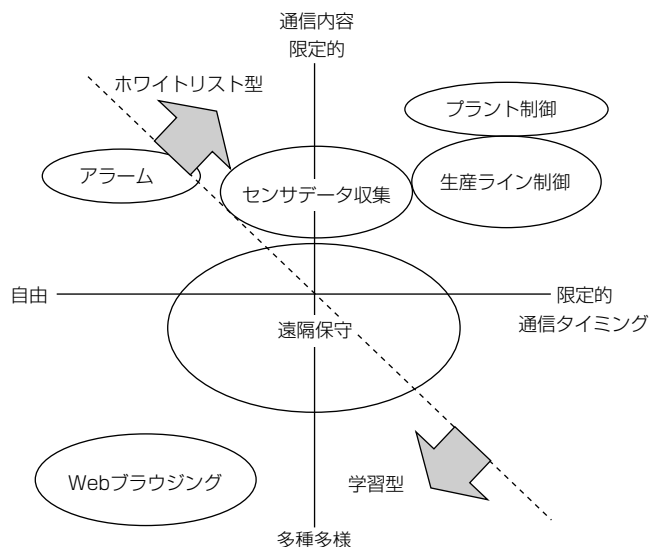 通信内容
限定的
ホワイトリスト型
プラント制御
アラーム
センサデータ収集
生産ライン制御
自由
限定的
通信タイミング
遠隔保守
Webブラウジング
学習型
多種多様